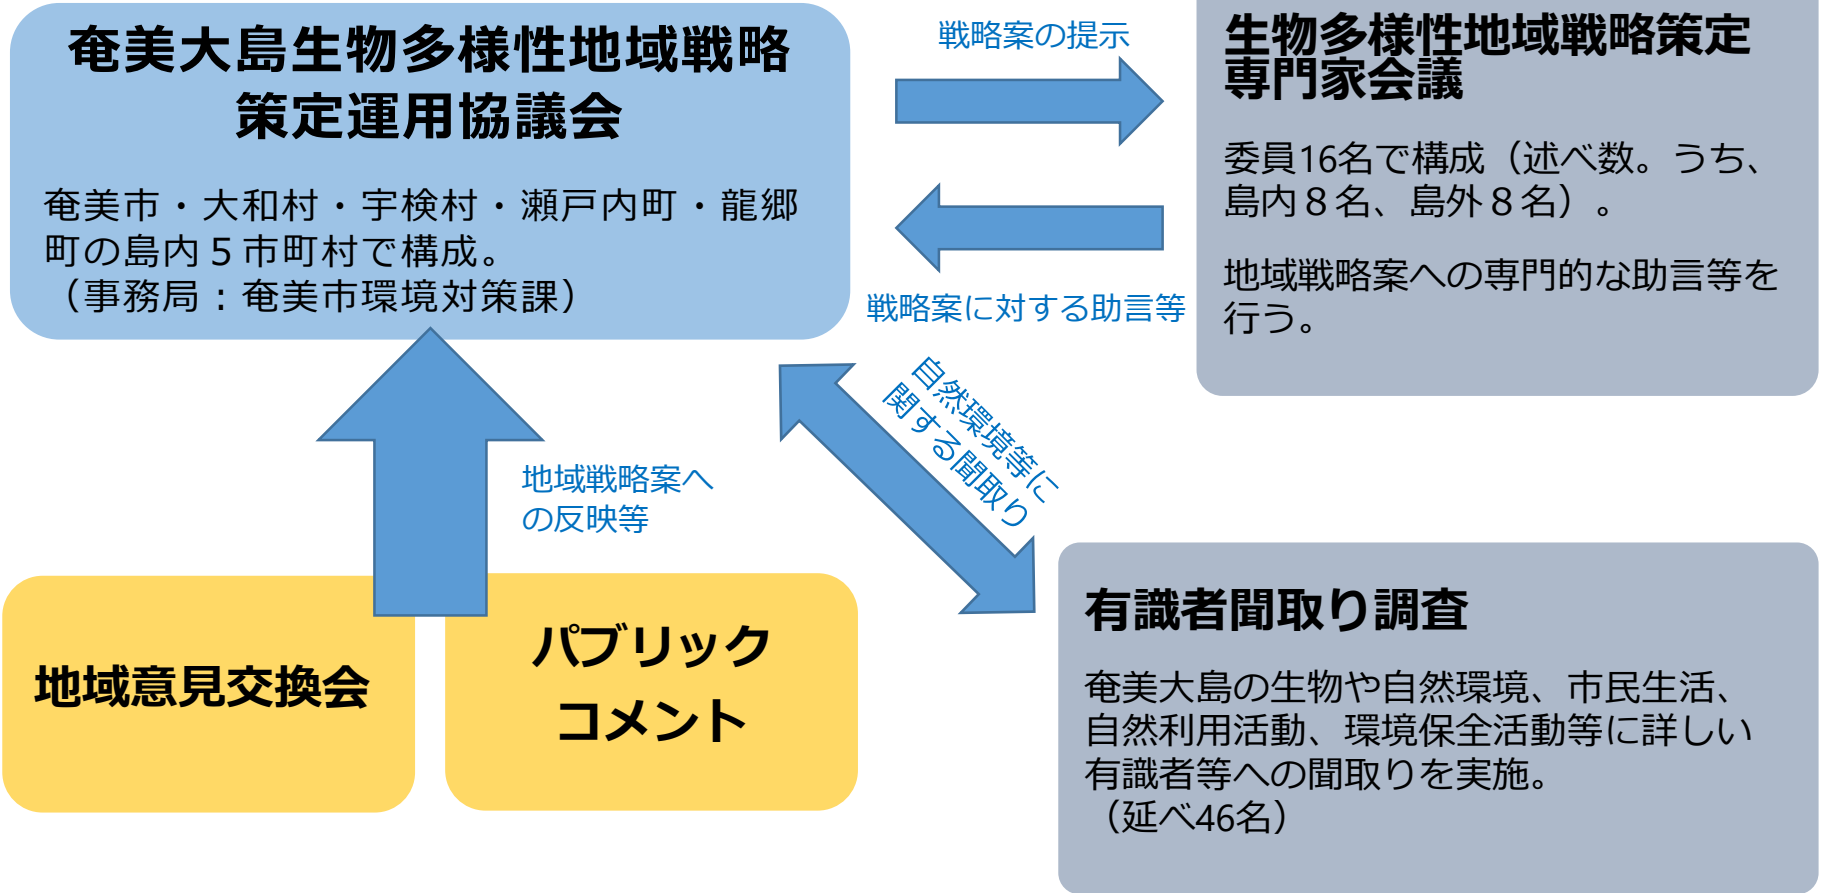 奄美大島生物多様性地域戦略
策定運用協議会
奄美市・大和村・宇検村・瀬戸内町・龍郷
町の島内５市町村で構成。
（事務局：奄美市環境対策課）
戦略案の提示
戦略案に対する助言等
生物多様性地域戦略策定
専門家会議
委員16名で構成（述べ数。うち、
島内８名、島外８名）。
地域戦略案への専門的な助言等を
行う。
自然環境等に
関する聞取り
地域戦略案へ
の反映等
地域意見交換会
パブリック
コメント
有識者聞取り調査
奄美大島の生物や自然環境、市民生活、
自然利用活動、環境保全活動等に詳しい
有識者等への聞取りを実施。
（延べ46名）